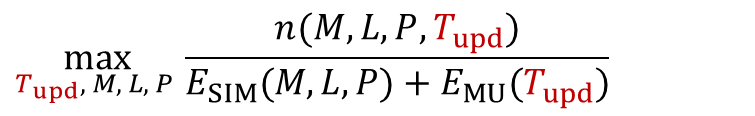 max T_upd, M, L, P n(M, L, P, T_upd) / E_SIM(M, L, P) + E_MU(T_upd)